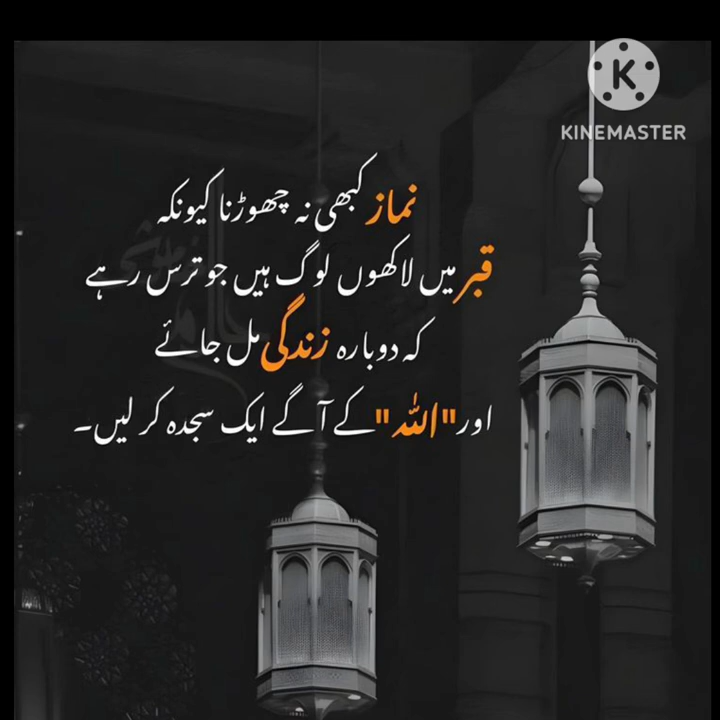 KINEMASTER
نماز کبھی نہ چھوڑنا کیونکہ
قبر میں لاکھوں لوگ ہیں جو ترس رہے
کہ دوبارہ زندگی مل جائے
اور "اللہ" کے آگے ایک سجدہ کر لیں۔